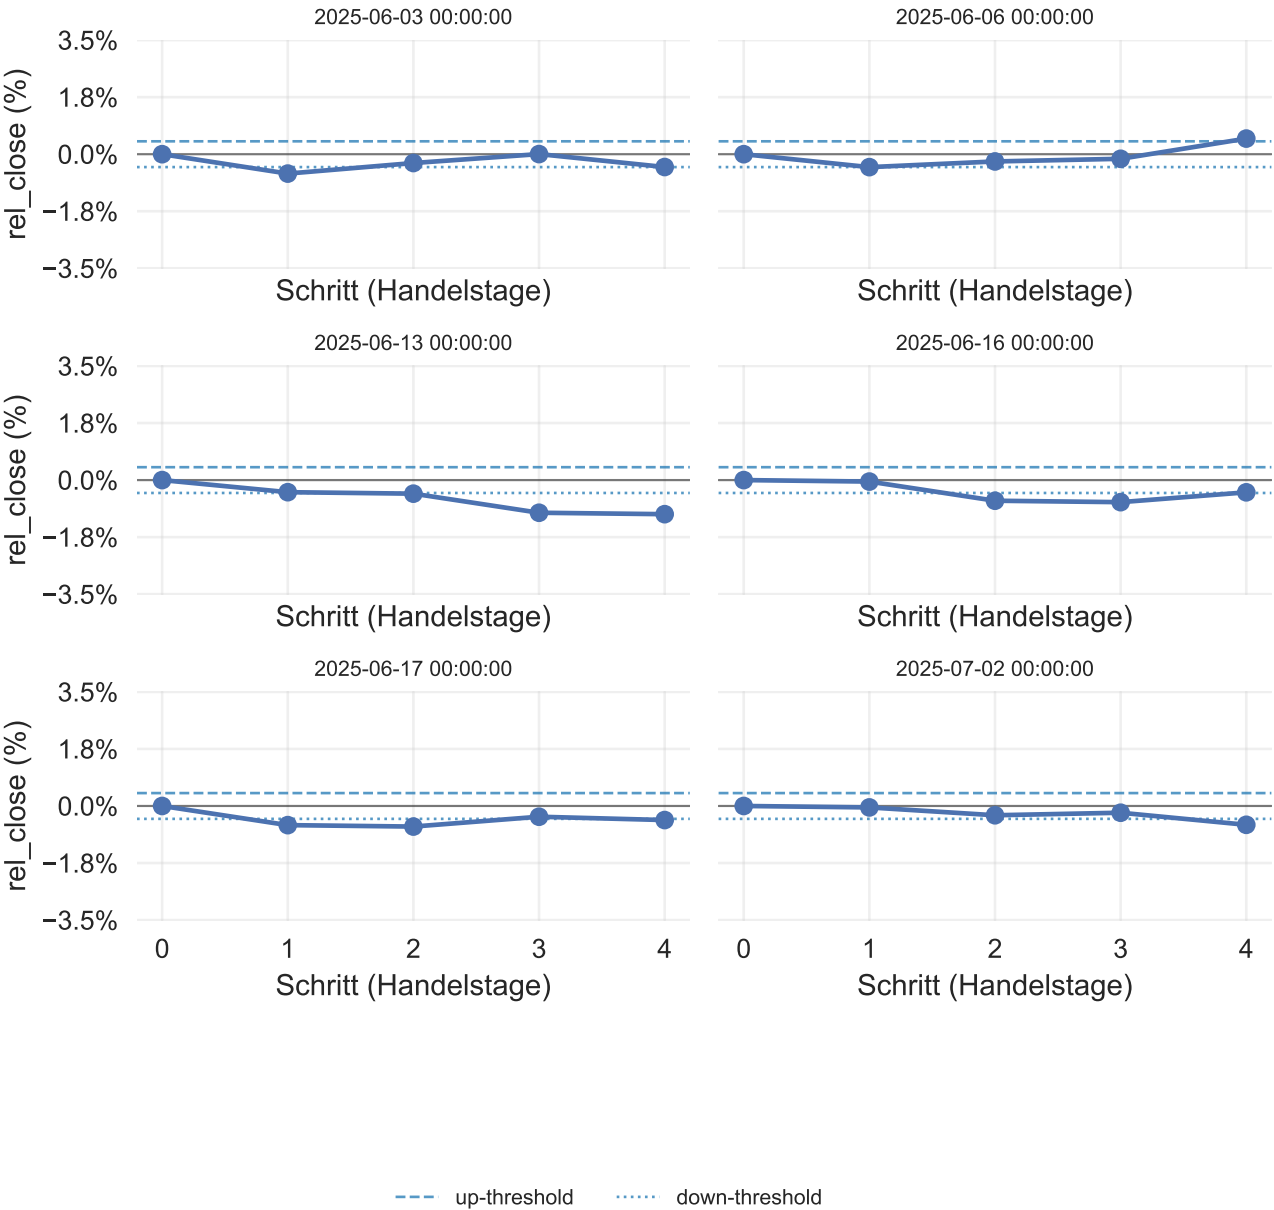 2025-06-03 00:00:00
2025-06-06 00:00:00
3.5%
1.8%
0.0%
−1.8%
−3.5%
rel_close (%)
Schritt (Handelstage)
Schritt (Handelstage)
2025-06-13 00:00:00
2025-06-16 00:00:00
3.5%
1.8%
0.0%
−1.8%
−3.5%
rel_close (%)
Schritt (Handelstage)
Schritt (Handelstage)
2025-06-17 00:00:00
2025-07-02 00:00:00
3.5%
1.8%
0.0%
−1.8%
−3.5%
rel_close (%)
0 1 2 3 4
0 1 2 3 4
Schritt (Handelstage)
Schritt (Handelstage)
up-threshold
down-threshold